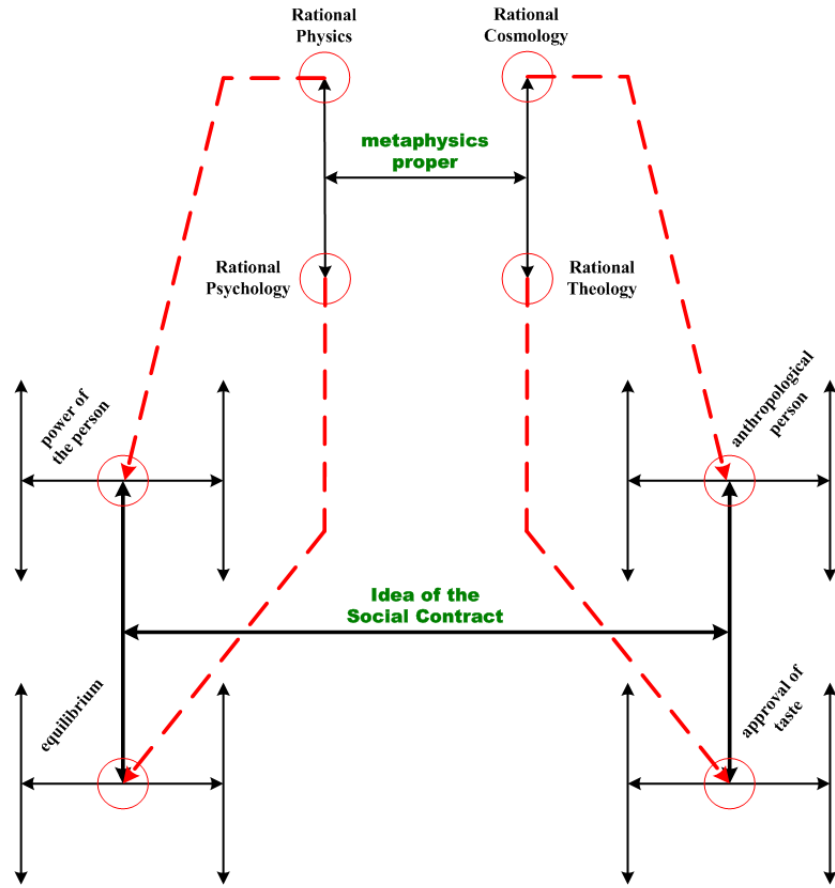 Rational
Physics
Rational
Cosmology
metaphysics
proper
Rational
Psychology
Rational
Theology
power of
the person
anthropological
person
Idea of the
Social Contract
equilibrium
approval of
taste